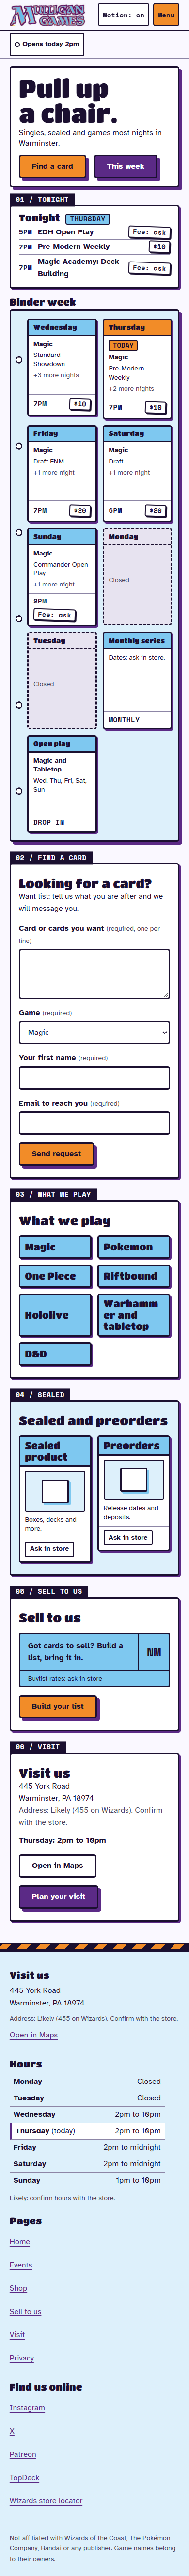 MULLIGAN
GAMES
Motion: on
Menu
Opens today 2pm
Pull up
a chair.
Singles, sealed and games most nights in
Warminster.
Find a card
This week
01 / TONIGHT
Tonight THURSDAY
5PM EDH Open Play Fee: ask
7PM Pre-Modern Weekly $10
7PM Magic Academy: Deck
Building Fee: ask
Binder week
Wednesday
Magic
Standard
Showdown
+3 more nights
7PM $10
Thursday
TODAY
Magic
Pre-Modern
Weekly
+2 more nights
7PM $10
Friday
Magic
Draft FNM
+1 more night
7PM $20
Saturday
Magic
Draft
+1 more night
6PM $20
Sunday
Magic
Commander Open
Play
+1 more night
2PM
Fee: ask
Monday
Closed
Tuesday
Closed
Monthly series
Dates: ask in store.
MONTHLY
Open play
Magic and
Tabletop
Wed, Thu, Fri, Sat,
Sun
DROP IN
02 / FIND A CARD
Looking for a card?
Want list: tell us what you are after and we
will message you.
Card or cards you want (required, one per
line)
Game (required)
Magic
Your first name (required)
Email to reach you (required)
Send request
03 / WHAT WE PLAY
What we play
Magic
Pokemon
One Piece
Riftbound
Hololive
Warhamm
er and
tabletop
D&D
04 / SEALED
Sealed and preorders
Sealed
product
Boxes, decks and
more.
Ask in store
Preorders
Release dates and
deposits.
Ask in store
05 / SELL TO US
Sell to us
Got cards to sell? Build a
list, bring it in.
NM
Buylist rates: ask in store
Build your list
06 / VISIT
Visit us
445 York Road
Warminster, PA 18974
Address: Likely (455 on Wizards). Confirm
with the store.
Thursday: 2pm to 10pm
Open in Maps
Plan your visit
Visit us
445 York Road
Warminster, PA 18974
Address: Likely (455 on Wizards). Confirm with the store.
Open in Maps
Hours
Monday Closed
Tuesday Closed
Wednesday 2pm to 10pm
Thursday (today) 2pm to 10pm
Friday 2pm to midnight
Saturday 2pm to midnight
Sunday 1pm to 10pm
Likely: confirm hours with the store.
Pages
Home
Events
Shop
Sell to us
Visit
Privacy
Find us online
Instagram
X
Patreon
TopDeck
Wizards store locator
Not affiliated with Wizards of the Coast, The Pokémon
Company, Bandai or any publisher. Game names belong
to their owners.